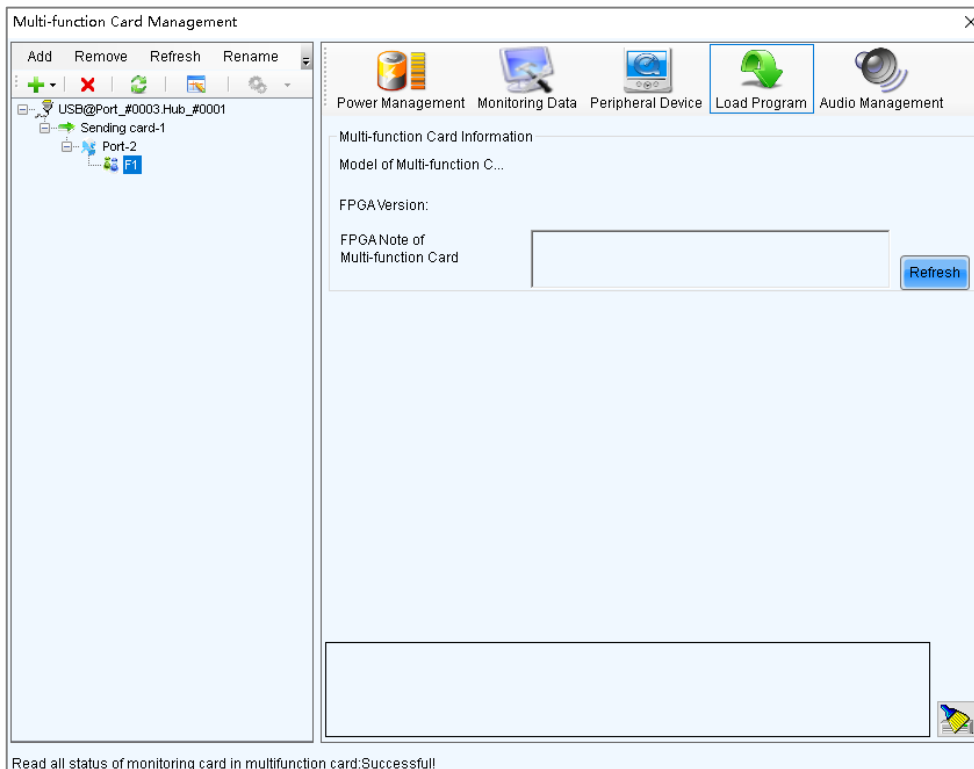 Multi-function Card Management
Add Remove Refresh Rename
USB@Port_#0003.Hub_#0001
Sending card-1
Port-2
F1
Power Management Monitoring Data Peripheral Device Load Program Audio Management
Multi-function Card Information
Model of Multi-function C...
FPGA Version:
FPGA Note of
Multi-function Card
Refresh
Read all status of monitoring card in multifunction card:Successful!